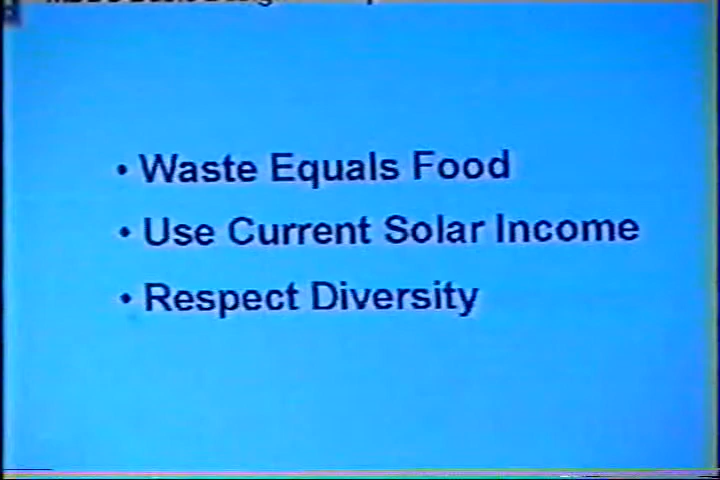 • Waste Equals Food
• Use Current Solar Income
• Respect Diversity